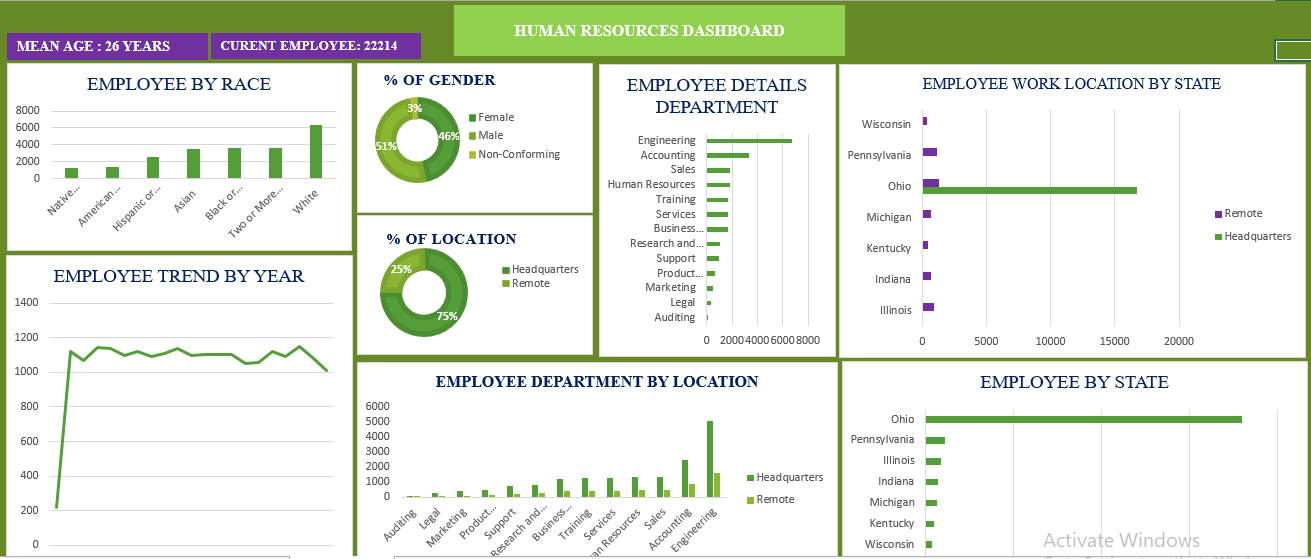 HUMAN RESOURCES DASHBOARD
MEAN AGE : 26 YEARS
CURENT EMPLOYEE: 22214
EMPLOYEE BY RACE
8000
6000
4000
2000
0
Native...
American...
Hispanic or...
Asian
Black or...
Two or More...
White
% OF GENDER
3%
46%
51%
Female
Male
Non-Conforming
% OF LOCATION
25%
75%
Headquarters
Remote
EMPLOYEE DETAILS
DEPARTMENT
Engineering
Accounting
Sales
Human Resources
Training
Services
Business...
Research and...
Support
Product...
Marketing
Legal
Auditing
0 2000 4000 6000 8000
EMPLOYEE WORK LOCATION BY STATE
Wisconsin
Pennsylvania
Ohio
Michigan
Kentucky
Indiana
Illinois
0 5000 10000 15000 20000
Remote
Headquarters
EMPLOYEE TREND BY YEAR
1400
1200
1000
800
600
400
200
0
EMPLOYEE DEPARTMENT BY LOCATION
6000
5000
4000
3000
2000
1000
0
Auditing
Legal
Marketing
Product...
Support
Research and...
Business...
Training
Services
an Resources
Sales
Accounting
Engineering
Headquarters
Remote
EMPLOYEE BY STATE
Ohio
Pennsylvania
Illinois
Indiana
Michigan
Kentucky
Wisconsin
Activate Windows